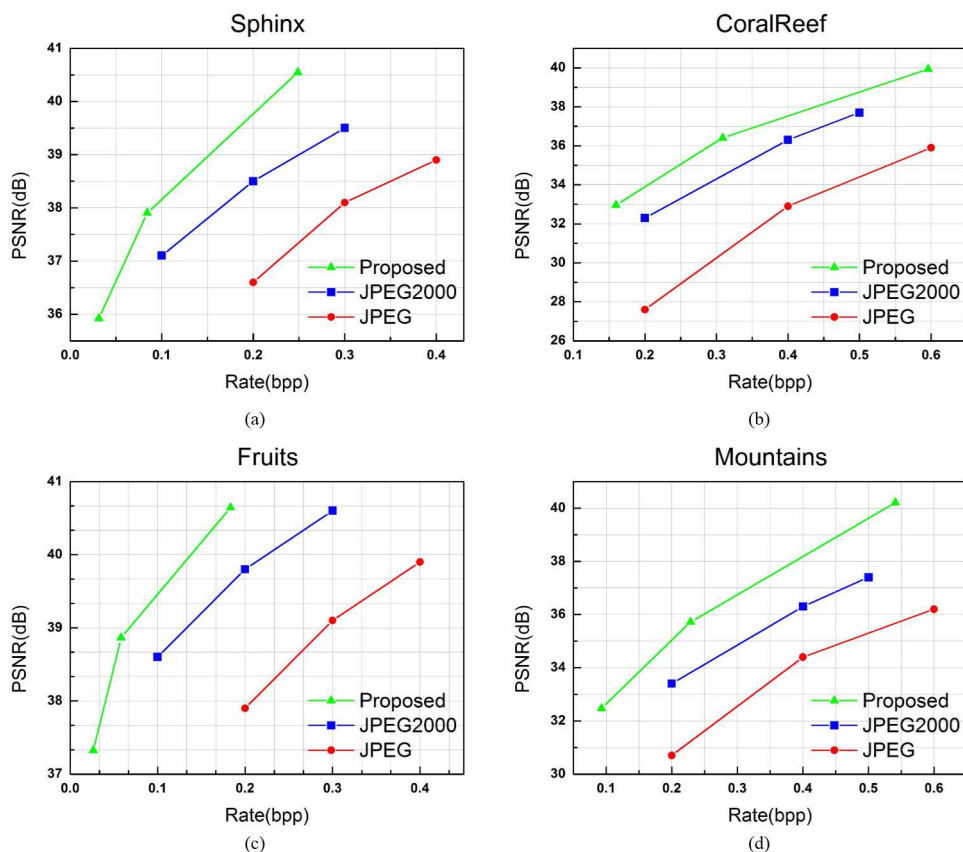 Sphinx
41
40
39
38
37
36
PSNR(dB)
0.0 0.1 0.2 0.3 0.4
Rate(bpp)
Proposed
JPEG2000
JPEG
(a)
CoralReef
40
38
36
34
32
30
28
26
PSNR(dB)
0.1 0.2 0.3 0.4 0.5 0.6
Rate(bpp)
Proposed
JPEG2000
JPEG
(b)
Fruits
41
40
39
38
37
PSNR(dB)
0.0 0.1 0.2 0.3 0.4
Rate(bpp)
Proposed
JPEG2000
JPEG
(c)
Mountains
40
38
36
34
32
30
PSNR(dB)
0.1 0.2 0.3 0.4 0.5 0.6
Rate(bpp)
Proposed
JPEG2000
JPEG
(d)